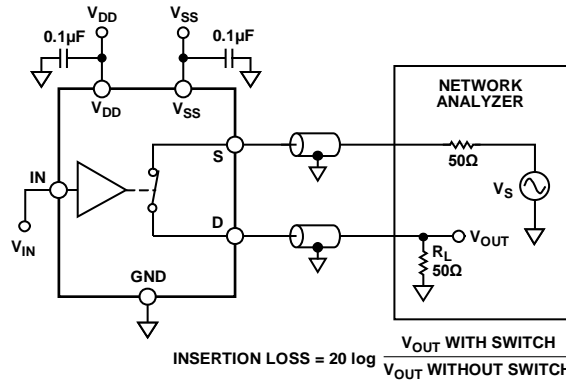 VDD
VSS
0.1µF
0.1µF
VDD
VSS
NETWORK
ANALYZER
S
50Ω
VS
IN
VIN
D
VOUT
RL
50Ω
GND
INSERTION LOSS = 20 log VOUT WITH SWITCH
VOUT WITHOUT SWITCH